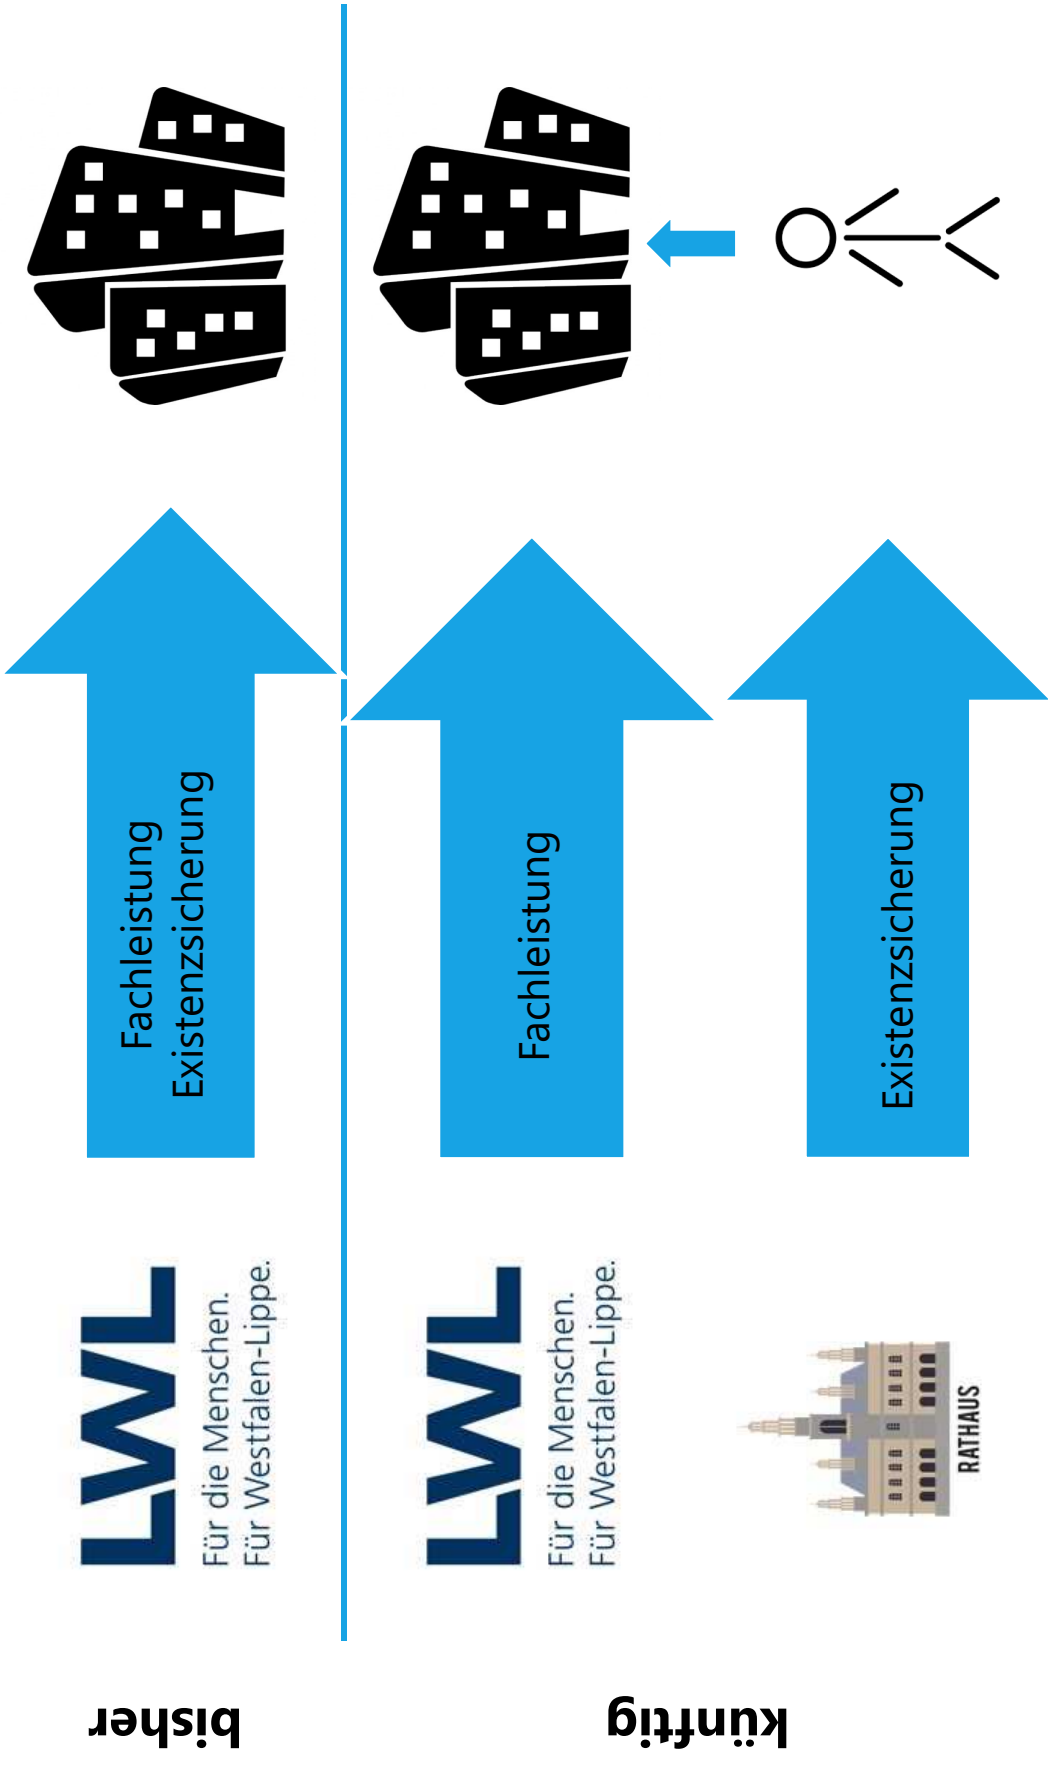 bisher
LWL
Für die Menschen.
Für Westfalen-Lippe.
Fachleistung
Existenzsicherung
künftig
LWL
Für die Menschen.
Für Westfalen-Lippe.
Fachleistung
RATHAUS
Existenzsicherung